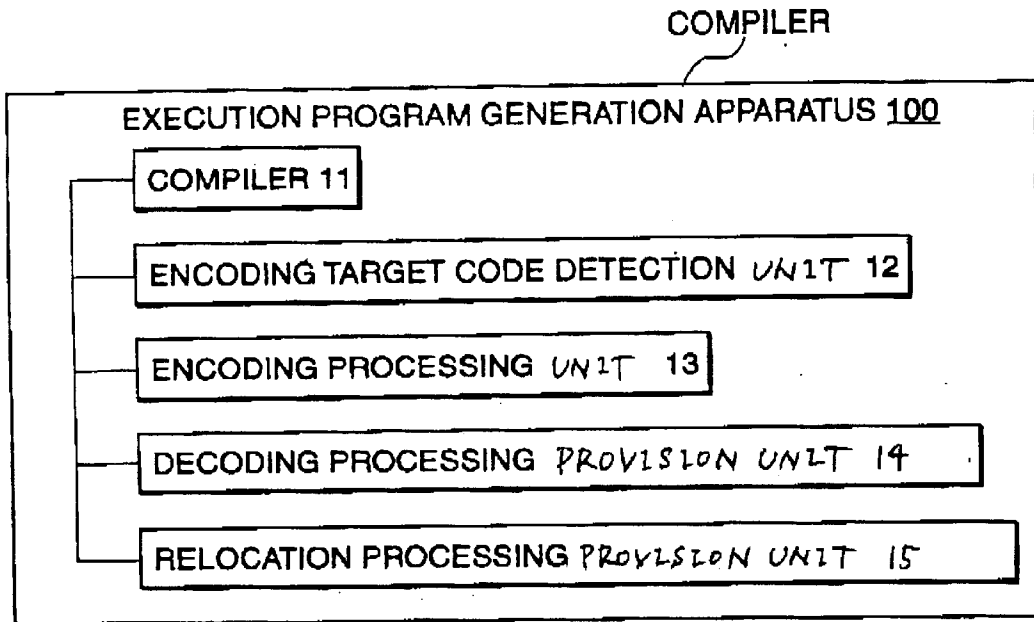 COMPILER
EXECUTION PROGRAM GENERATION APPARATUS 100
COMPILER 11
ENCODING TARGET CODE DETECTION UNIT 12
ENCODING PROCESSING UNIT 13
DECODING PROCESSING PROVISION UNIT 14
RELOCATION PROCESSING PROVISION UNIT 15